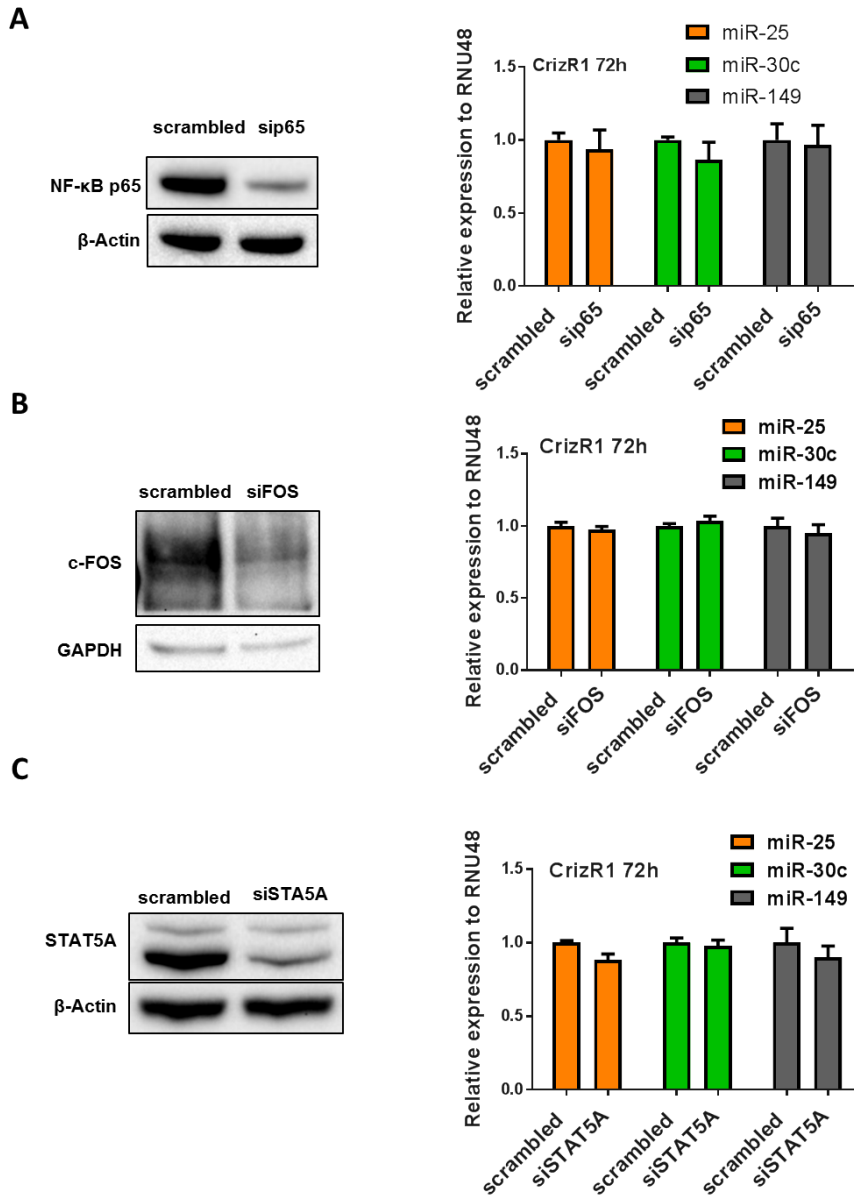 A
scrambled sip65
NF-κB p65
β-Actin
miR-25
miR-30c
miR-149
CrizR1 72h
Relative expression to RNU48
1.5
1.0
0.5
0.0
scrambled
sip65
scrambled
sip65
scrambled
sip65
B
scrambled siFOS
c-FOS
GAPDH
miR-25
miR-30c
miR-149
CrizR1 72h
Relative expression to RNU48
1.5
1.0
0.5
0.0
scrambled
siFOS
scrambled
siFOS
scrambled
siFOS
C
scrambled siSTA5A
STAT5A
β-Actin
miR-25
miR-30c
miR-149
CrizR1 72h
Relative expression to RNU48
1.5
1.0
0.5
0.0
scrambled
siSTAT5A
scrambled
siSTAT5A
scrambled
siSTAT5A